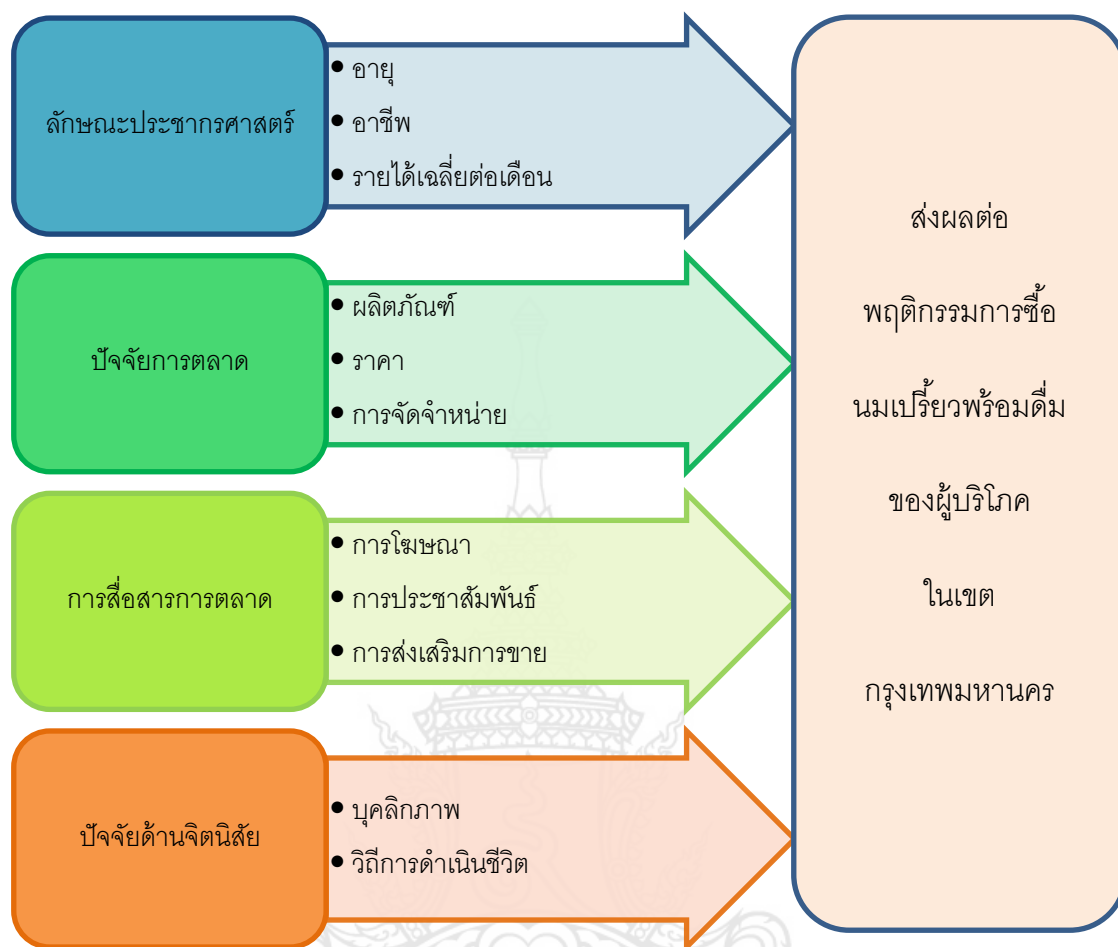 ลักษณะประชากรศาสตร์
• อายุ
• อาชีพ
• รายได้เฉลี่ยต่อเดือน
ปัจจัยการตลาด
• ผลิตภัณฑ์
• ราคา
• การจัดจำหน่าย
การสื่อสารการตลาด
• การโฆษณา
• การประชาสัมพันธ์
• การส่งเสริมการขาย
ปัจจัยด้านจิตนิสัย
• บุคลิกภาพ
• วิถีการดำเนินชีวิต
ส่งผลต่อ
พฤติกรรมการซื้อ
นมเปรี้ยวพร้อมดื่ม
ของผู้บริโภค
ในเขต
กรุงเทพมหานคร